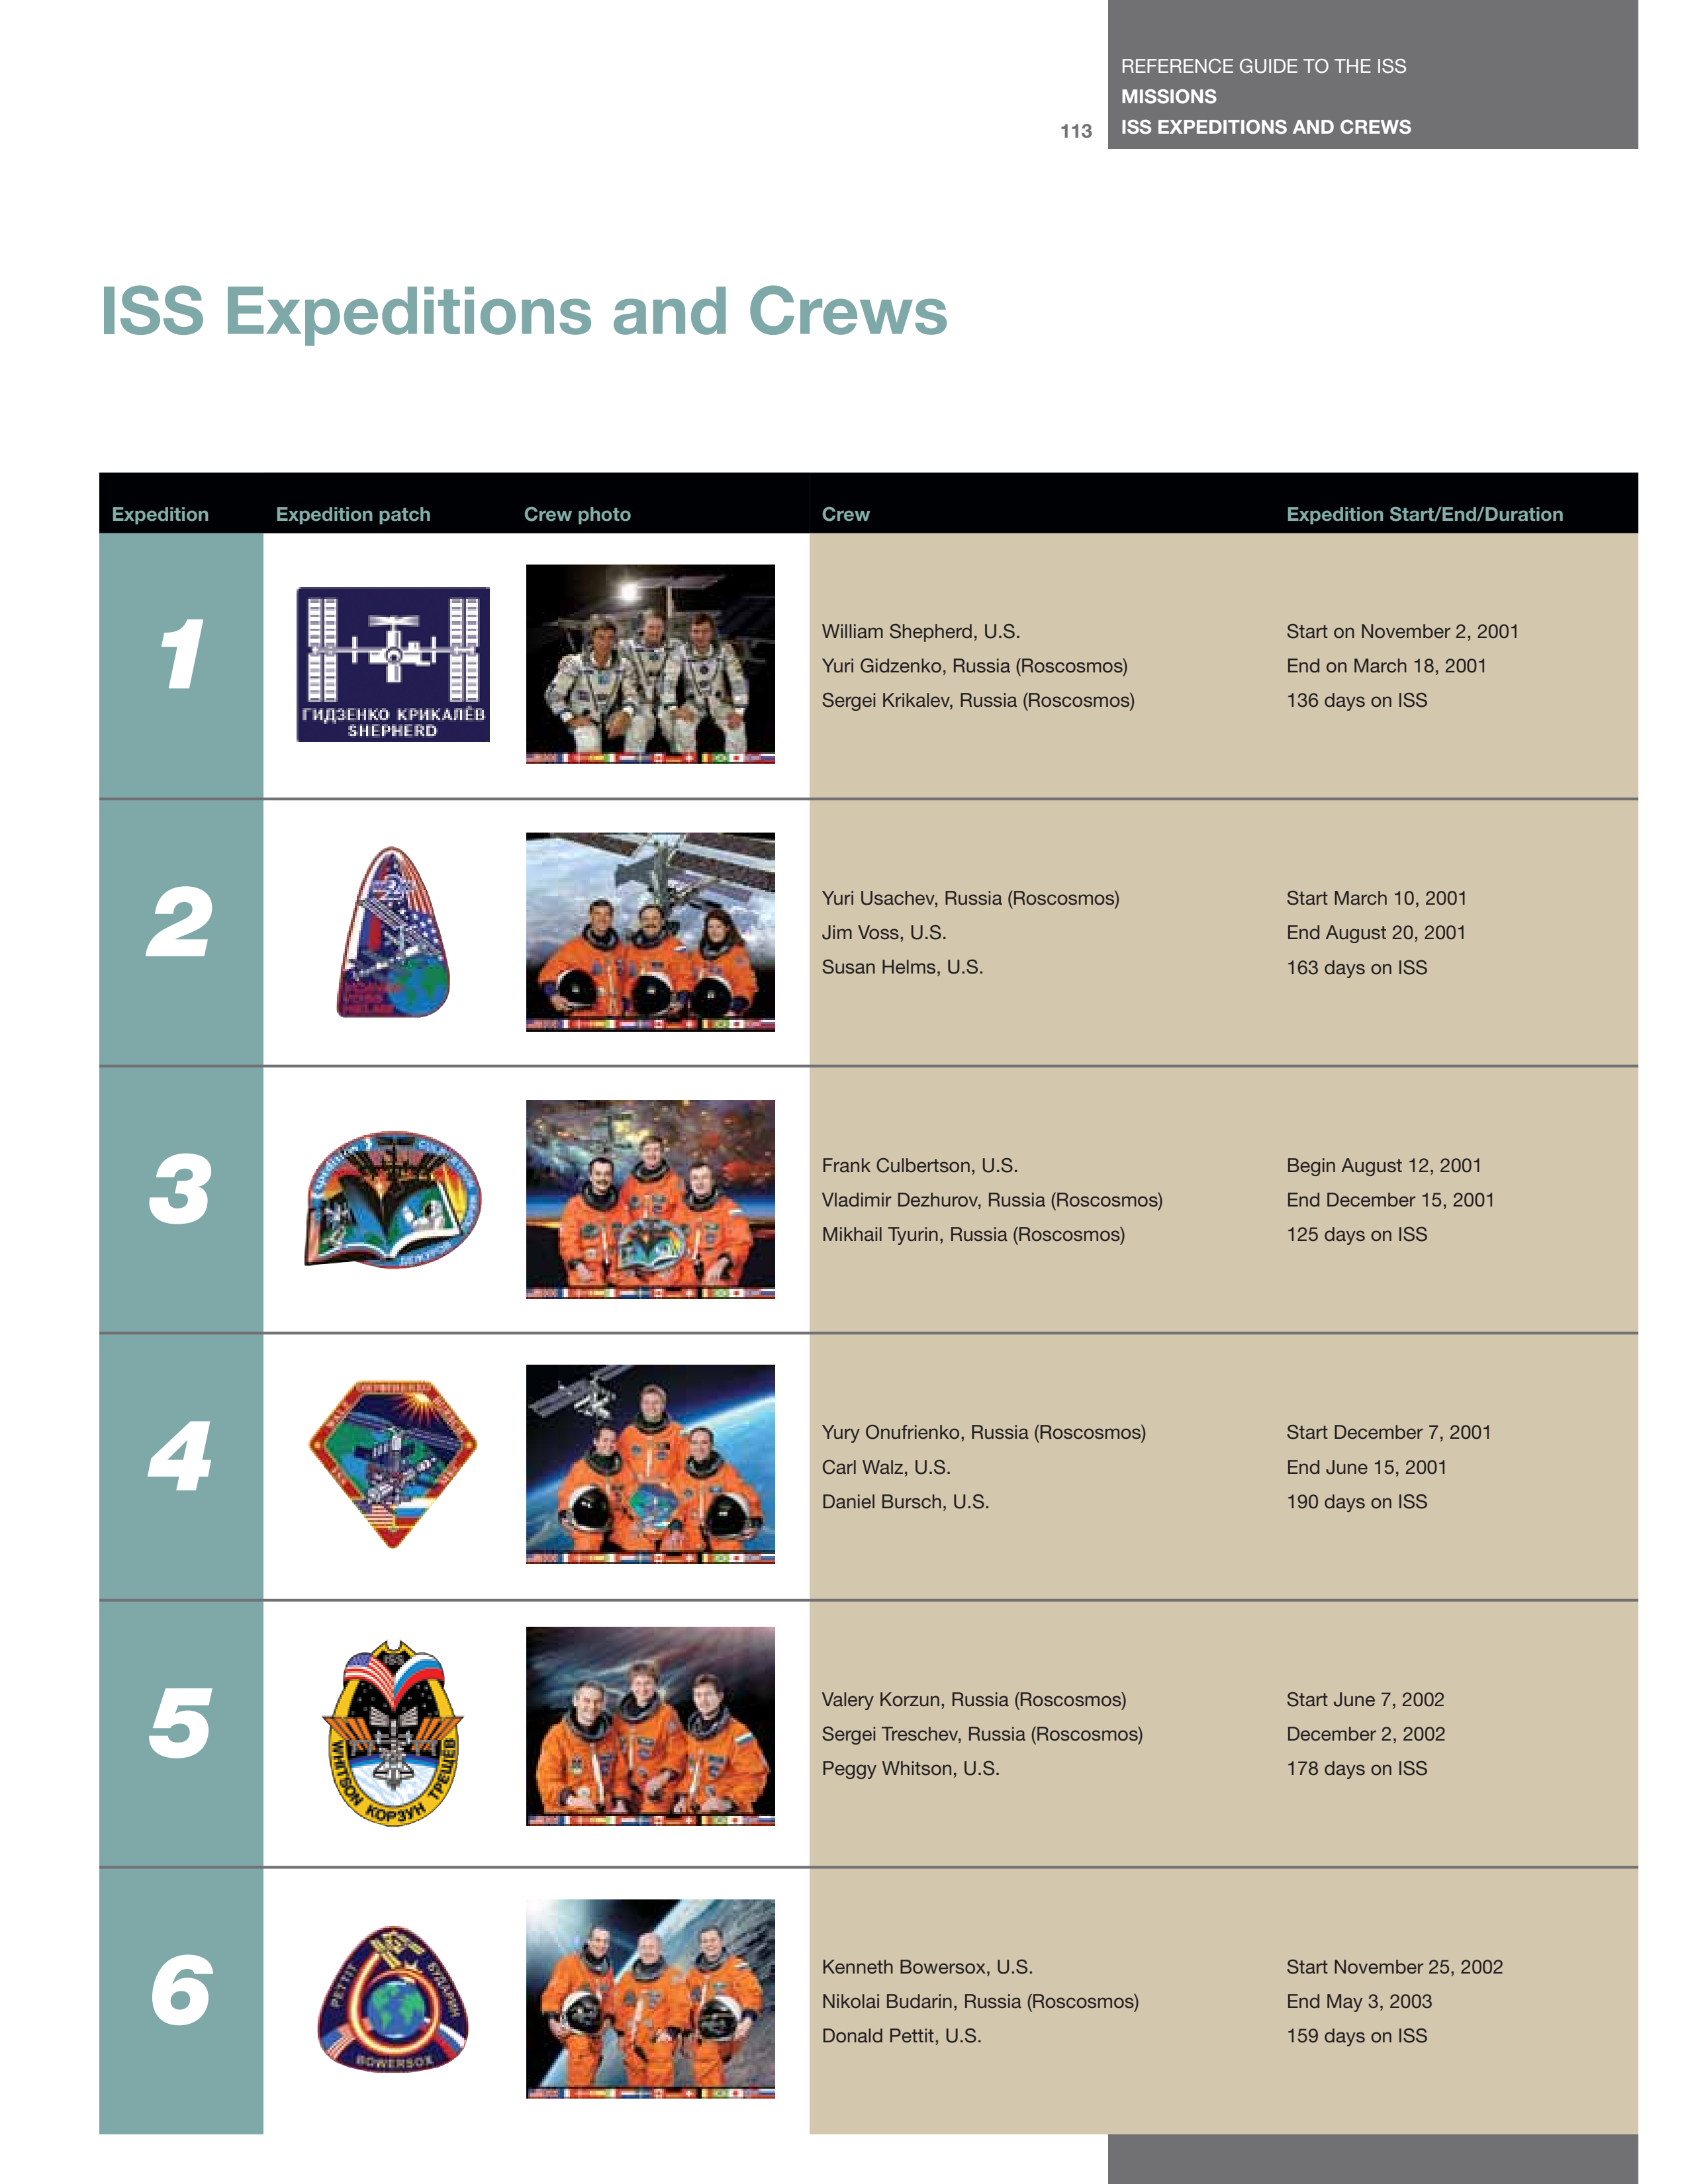 REFERENCE GUIDE TO THE ISS
MISSIONS
113 ISS EXPEDITIONS AND CREWS
ISS Expeditions and Crews
Expedition Expedition patch Crew photo Crew Expedition Start/End/Duration
1
ГИДЗЕНКО КРИКАЛЁВ
SHEPHERD
William Shepherd, U.S. Start on November 2, 2001
Yuri Gidzenko, Russia (Roscosmos) End on March 18, 2001
Sergei Krikalev, Russia (Roscosmos) 136 days on ISS
2
Yuri Usachev, Russia (Roscosmos) Start March 10, 2001
Jim Voss, U.S. End August 20, 2001
Susan Helms, U.S. 163 days on ISS
3
Frank Culbertson, U.S. Begin August 12, 2001
Vladimir Dezhurov, Russia (Roscosmos) End December 15, 2001
Mikhail Tyurin, Russia (Roscosmos) 125 days on ISS
4
Yury Onufrienko, Russia (Roscosmos) Start December 7, 2001
Carl Walz, U.S. End June 15, 2001
Daniel Bursch, U.S. 190 days on ISS
5
ISS
WHITSON КОРЗУН ТРЕЩЕВ
Valery Korzun, Russia (Roscosmos) Start June 7, 2002
Sergei Treschev, Russia (Roscosmos) December 2, 2002
Peggy Whitson, U.S. 178 days on ISS
6
PETTIT БУДАРИН
BOWERSOX
Kenneth Bowersox, U.S. Start November 25, 2002
Nikolai Budarin, Russia (Roscosmos) End May 3, 2003
Donald Pettit, U.S. 159 days on ISS